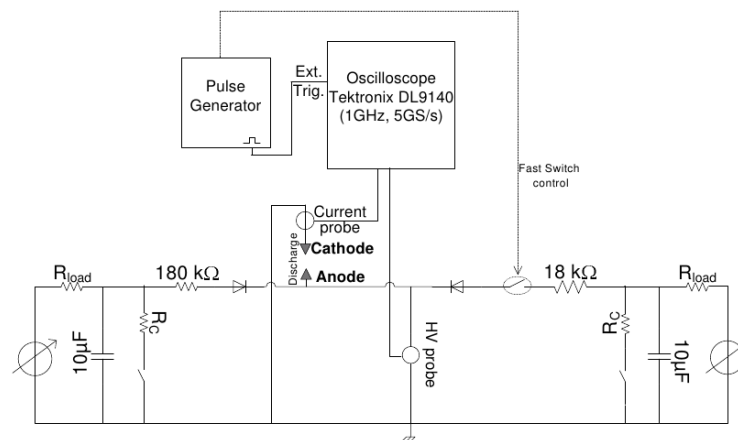 Pulse
Generator
Ext.
Trig.
Oscilloscope
Tektronix DL9140
(1GHz, 5GS/s)
Fast Switch
control
Current
probe
Discharge
Cathode
Anode
Rload
180 kΩ
18 kΩ
Rload
RC
10µF
HV probe
RC
10µF